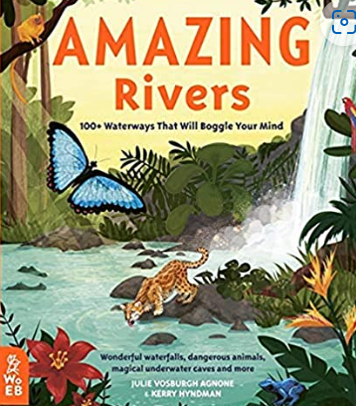 AMAZING
Rivers
100+ Waterways That Will Boggle Your Mind
Wonderful waterfalls, dangerous animals,
magical underwater caves and more
JULIE VOSBURGH AGNONE
& KERRY HYNDMAN
W EB